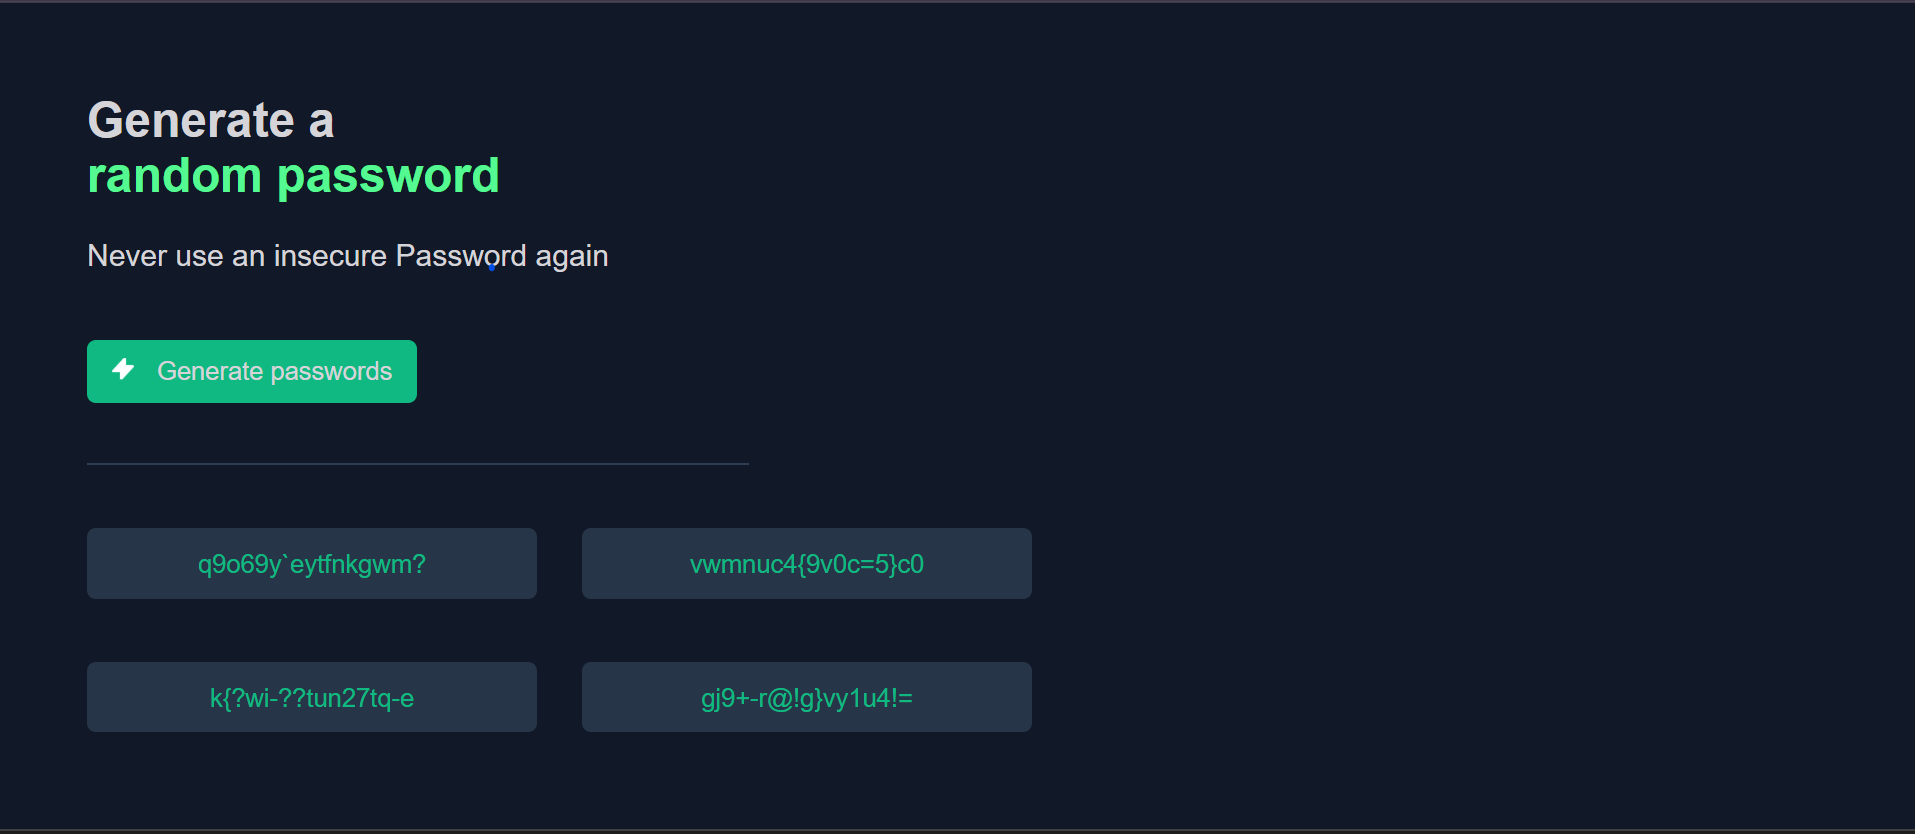 Generate a
random password
Never use an insecure Password again
Generate passwords
q9o69y`eytfnkgwm?
vwmnuc4{9v0c=5}c0
k{?wi-??tun27tq-e
gj9+-r@!g}vy1u4!=